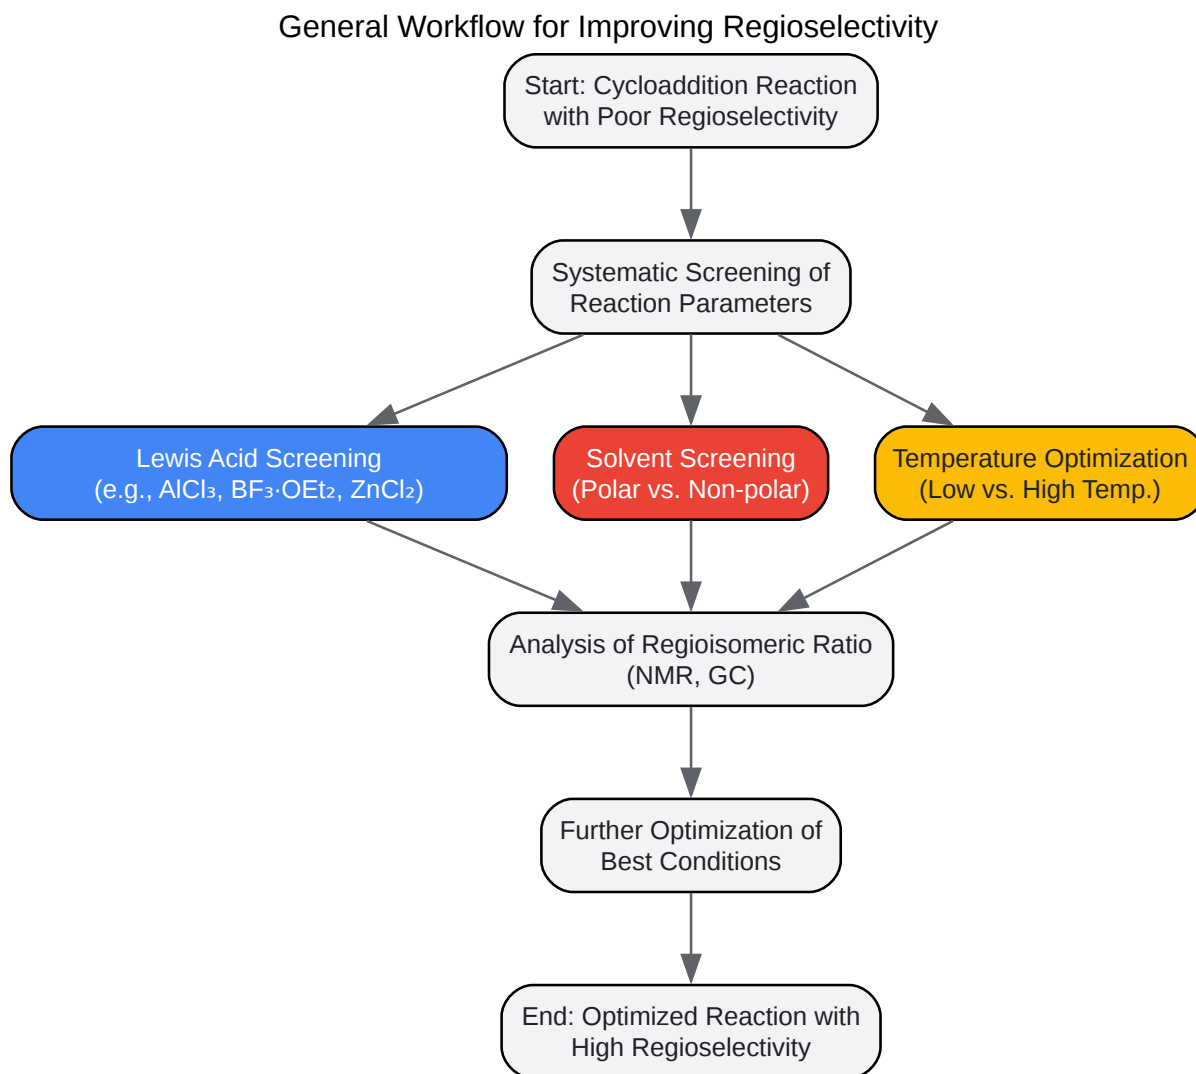 General Workflow for Improving Regioselectivity
Start: Cycloaddition Reaction
with Poor Regioselectivity
Systematic Screening of
Reaction Parameters
Lewis Acid Screening
(e.g., AlCl₃, BF₃·OEt₂, ZnCl₂)
Solvent Screening
(Polar vs. Non-polar)
Temperature Optimization
(Low vs. High Temp.)
Analysis of Regioisomeric Ratio
(NMR, GC)
Further Optimization of
Best Conditions
End: Optimized Reaction with
High Regioselectivity